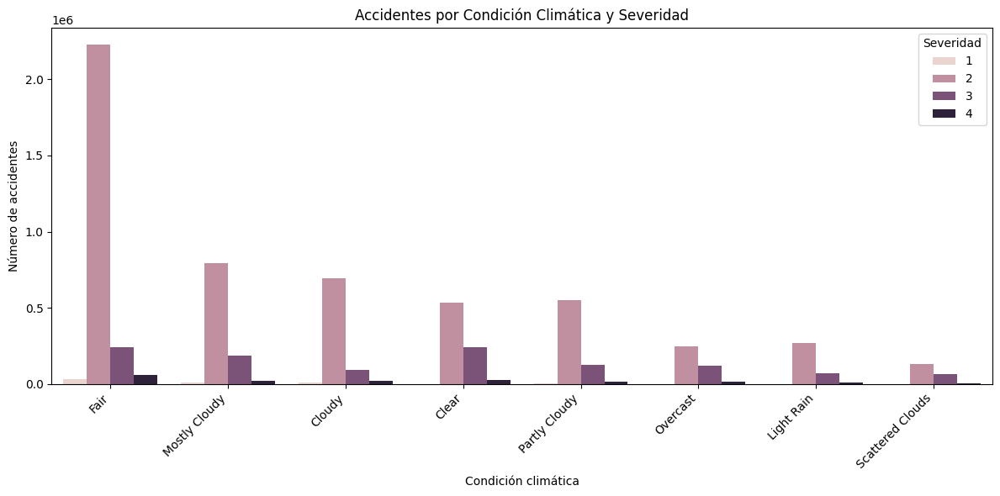 Accidentes por Condición Climática y Severidad
1e6
Severidad
1
2
3
4
Número de accidentes
2.0
1.5
1.0
0.5
0.0
Fair
Mostly Cloudy
Cloudy
Clear
Partly Cloudy
Overcast
Light Rain
Scattered Clouds
Condición climática